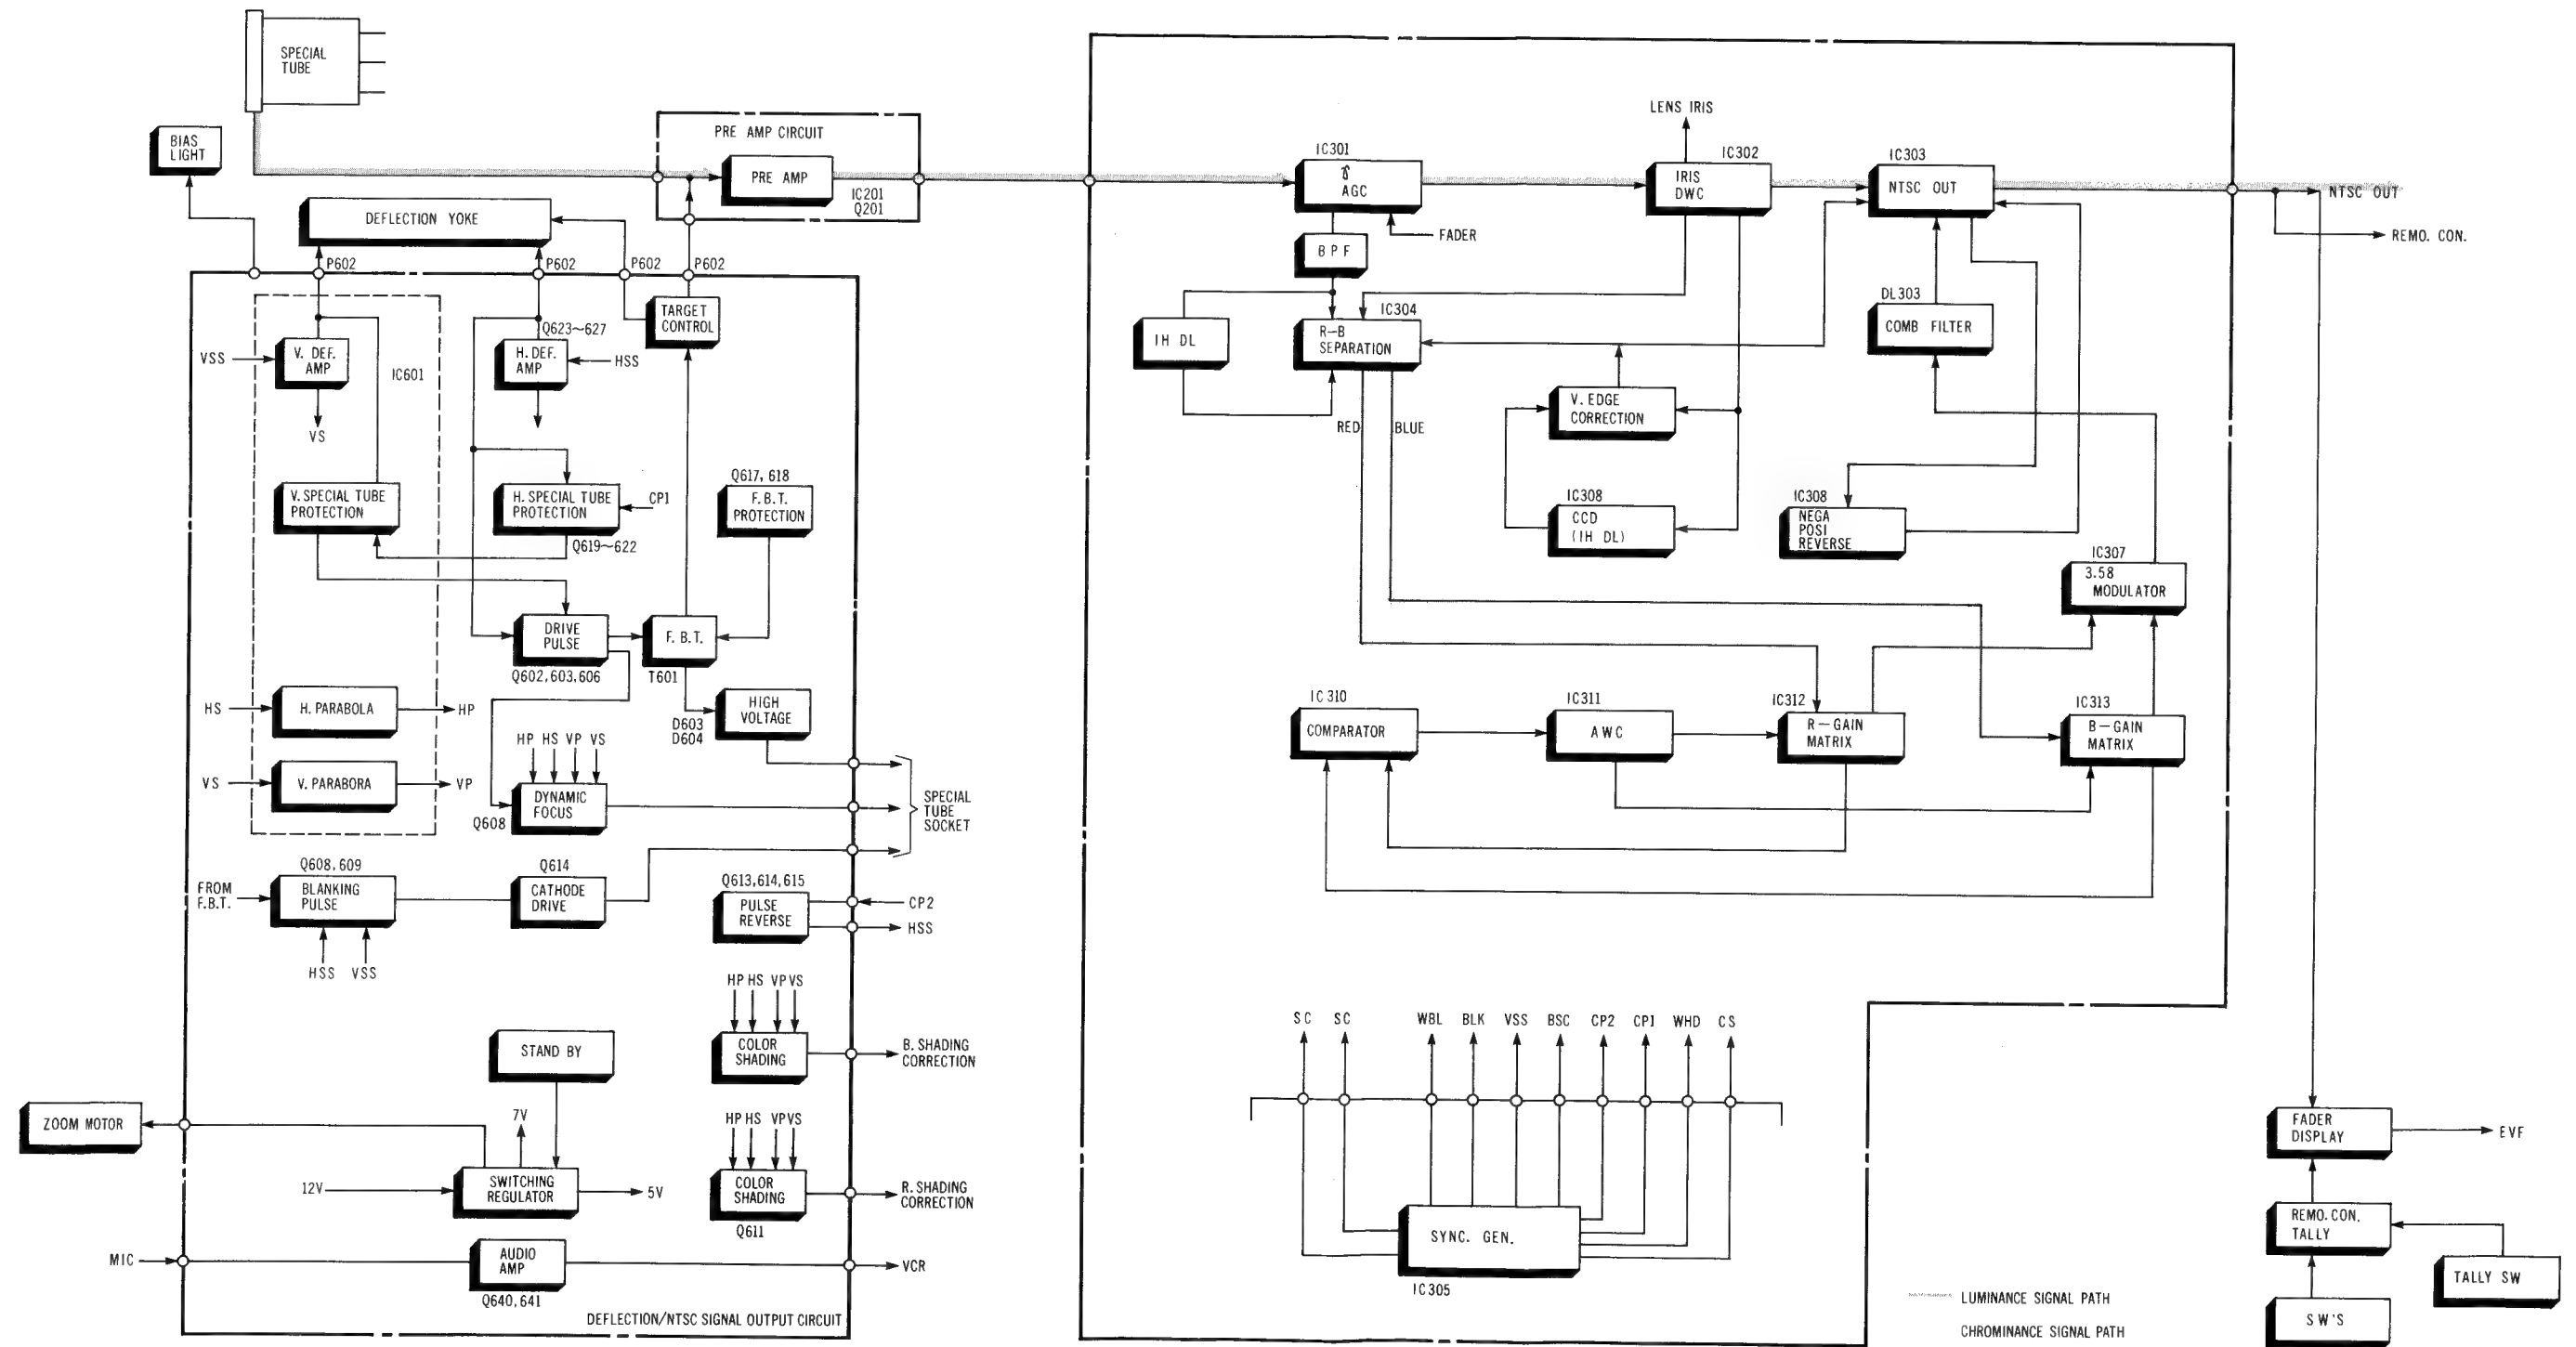 SPECIAL
TUBE
BIAS
LIGHT
DEFLECTION YOKE
PRE AMP CIRCUIT
PRE AMP
IC201
Q201
P602
P602
P602
P602
TARGET
CONTROL
VSS
V. DEF.
AMP
VS
IC601
Q623~627
H. DEF.
AMP
HSS
V. SPECIAL TUBE
PROTECTION
H. SPECIAL TUBE
PROTECTION
CP1
Q619~622
Q617, 618
F.B.T.
PROTECTION
DRIVE
PULSE
Q602, 603, 606
F.B.T.
T601
HS
H. PARABOLA
HP
D603
D604
HIGH
VOLTAGE
VS
V. PARABORA
VP
HP HS VP VS
DYNAMIC
FOCUS
Q608
SPECIAL
TUBE
SOCKET
Q608, 609
FROM
F.B.T.
BLANKING
PULSE
HSS VSS
Q614
CATHODE
DRIVE
Q613, 614, 615
PULSE
REVERSE
CP2
HSS
HP HS VP VS
COLOR
SHADING
B. SHADING
CORRECTION
STAND BY
ZOOM MOTOR
7V
12V
SWITCHING
REGULATOR
5V
HP HS VP VS
COLOR
SHADING
Q611
R. SHADING
CORRECTION
MIC
AUDIO
AMP
Q640, 641
VCR
DEFLECTION/NTSC SIGNAL OUTPUT CIRCUIT
IC301
γ
AGC
FADER
BPF
LENS IRIS
IC302
IRIS
DWC
IC303
NTSC OUT
NTSC OUT
REMO. CON.
IH DL
IC304
R-B
SEPARATION
RED
BLUE
V. EDGE
CORRECTION
IC308
CCD
(IH DL)
DL303
COMB FILTER
IC308
NEGA
POSI
REVERSE
IC307
3.58
MODULATOR
IC310
COMPARATOR
IC311
AWC
IC312
R-GAIN
MATRIX
IC313
B-GAIN
MATRIX
SC SC WBL BLK VSS BSC CP2 CP1 WHD CS
SYNC. GEN.
IC305
FADER
DISPLAY
EVF
REMO. CON.
TALLY
TALLY SW
SW'S
LUMINANCE SIGNAL PATH
CHROMINANCE SIGNAL PATH